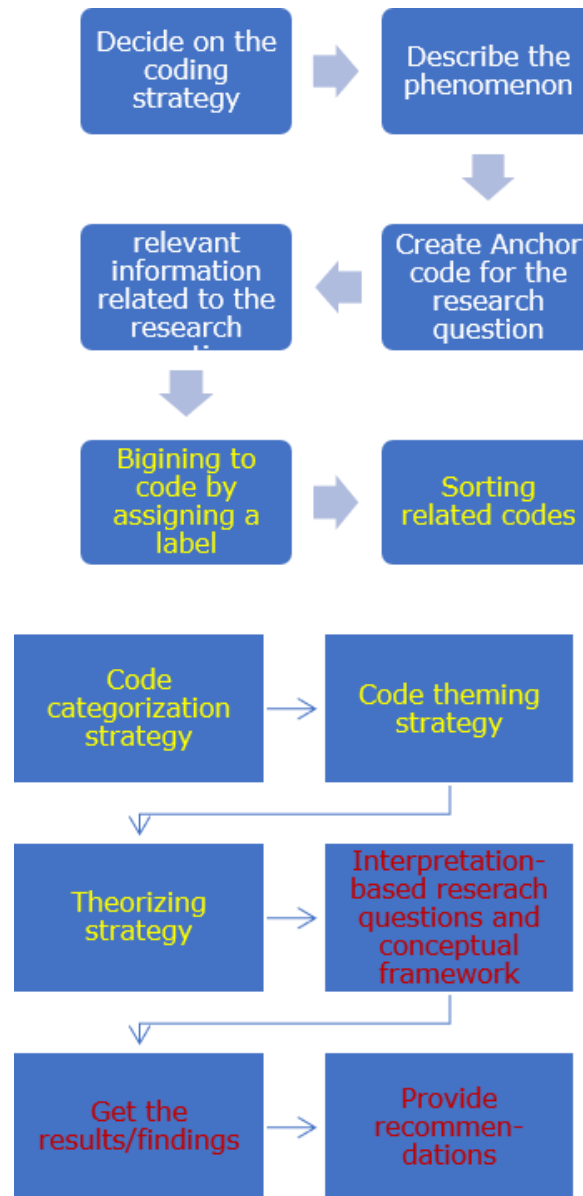 Decide on the
coding
strategy
Describe the
phenomenon
Create Anchor
code for the
research
question
relevant
information
related to the
research
Bigining to
code by
assigning a
label
Sorting
related codes
Code
categorization
strategy
Code theming
strategy
Theorizing
strategy
Interpretation-
based reserach
questions and
conceptual
framework
Get the
results/findings
Provide
recommen-
dations